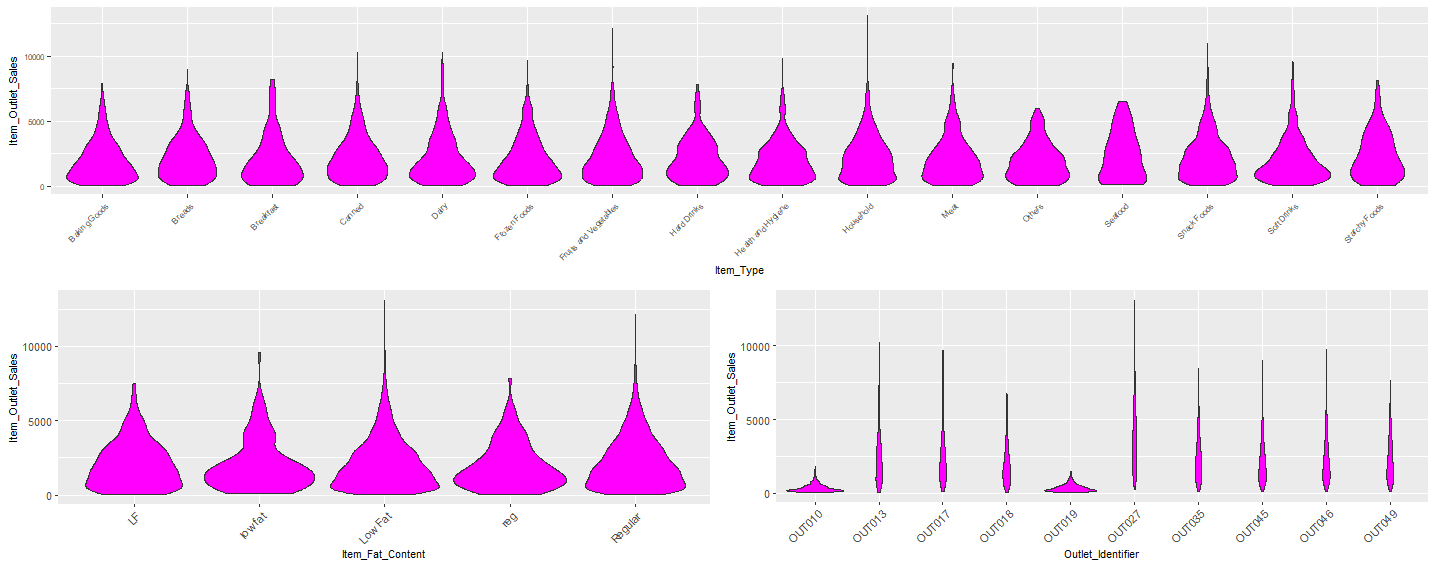 Item_Outlet_Sales
10000
5000
0
Baking Goods
Breads
Breakfast
Canned
Dairy
Frozen Foods
Fruits and Vegetables
Hard Drinks
Health and Hygiene
Household
Meat
Others
Seafood
Snack Foods
Soft Drinks
Starchy Foods
Item_Type
Item_Outlet_Sales
10000
5000
0
LF
low fat
Low Fat
reg
Regular
Item_Fat_Content
Item_Outlet_Sales
10000
5000
0
OUT010
OUT013
OUT017
OUT018
OUT019
OUT027
OUT035
OUT045
OUT046
OUT049
Outlet_Identifier